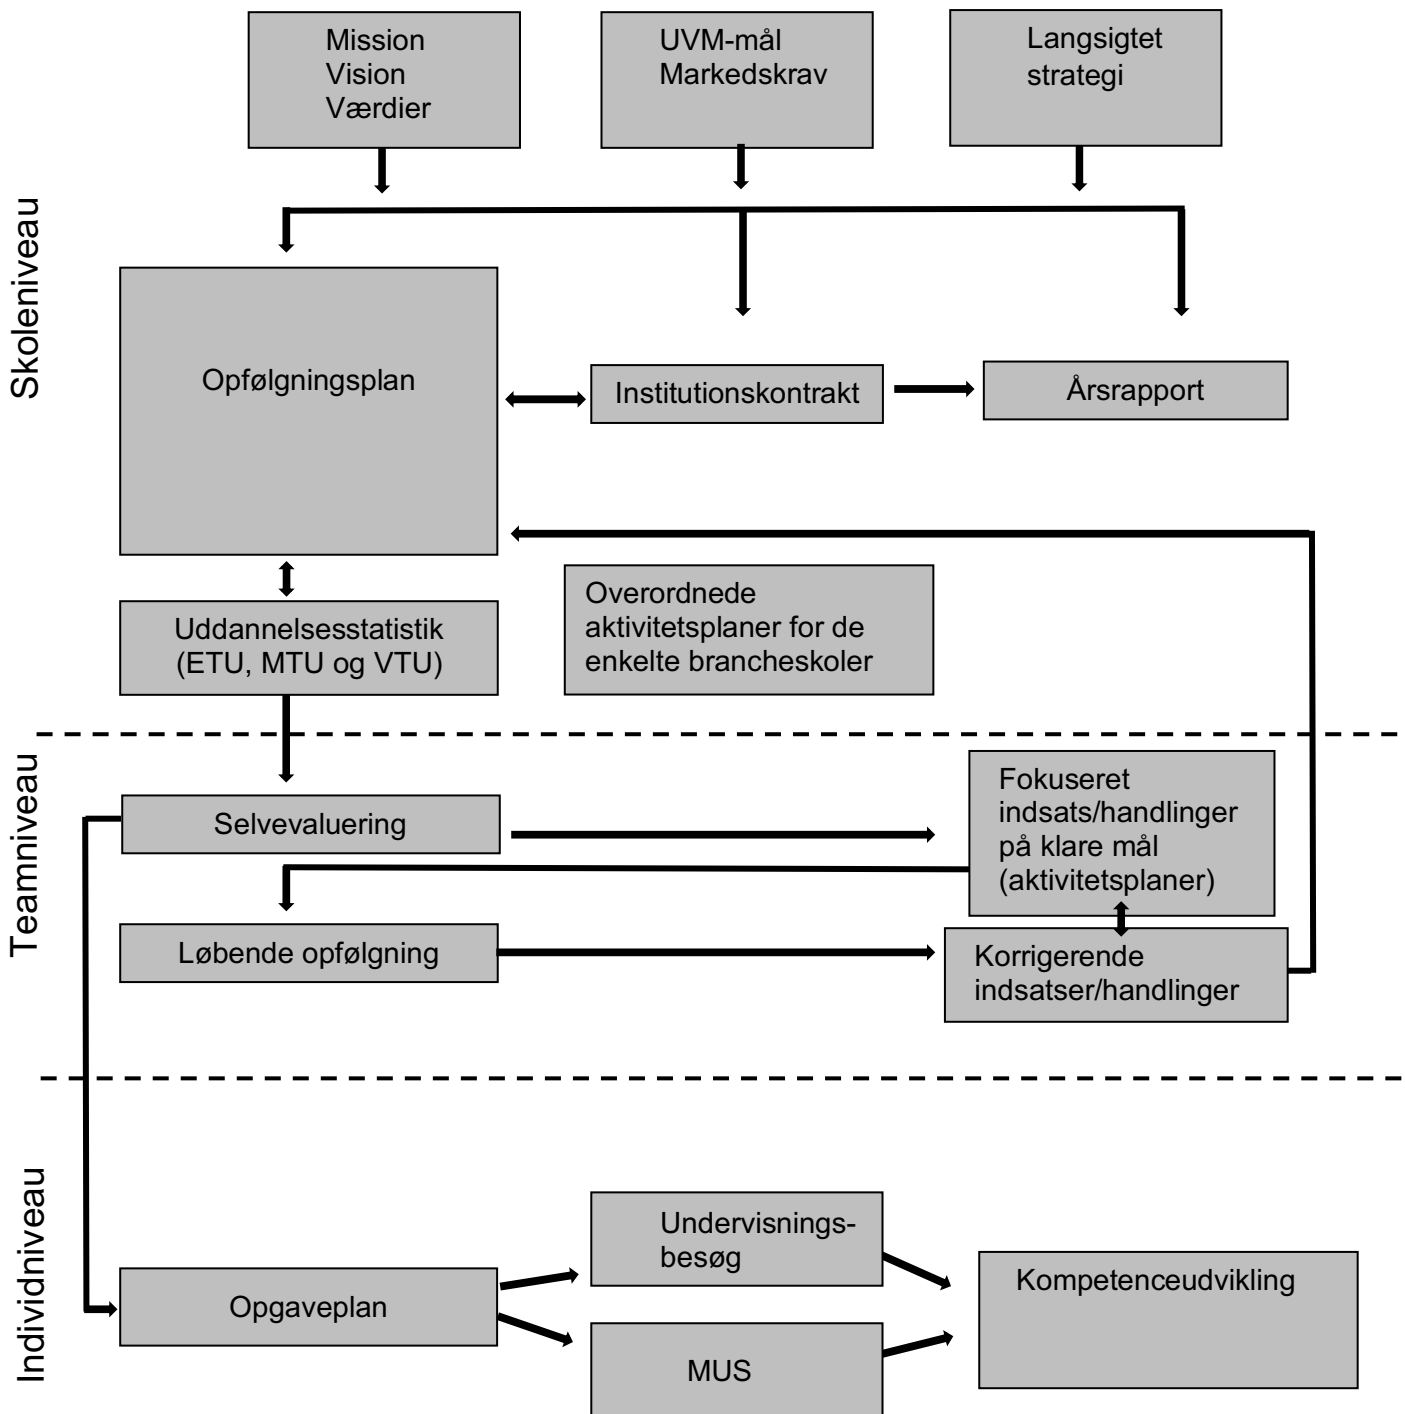 Mission
Vision
Værdier
UVM-mål
Markedskrav
Langsigtet
strategi
Skoleniveau
Opfølgningsplan
Institutionskontrakt
Årsrapport
Uddannelsesstatistik
(ETU, MTU og VTU)
Overordnede
aktivitetsplaner for de
enkelte brancheskoler
Teamniveau
Selvevaluering
Fokuseret
indsats/handlinger
på klare mål
(aktivitetsplaner)
Løbende opfølgning
Korrigerende
indsatser/handlinger
Individniveau
Opgaveplan
Undervisnings-
besøg
MUS
Kompetenceudvikling